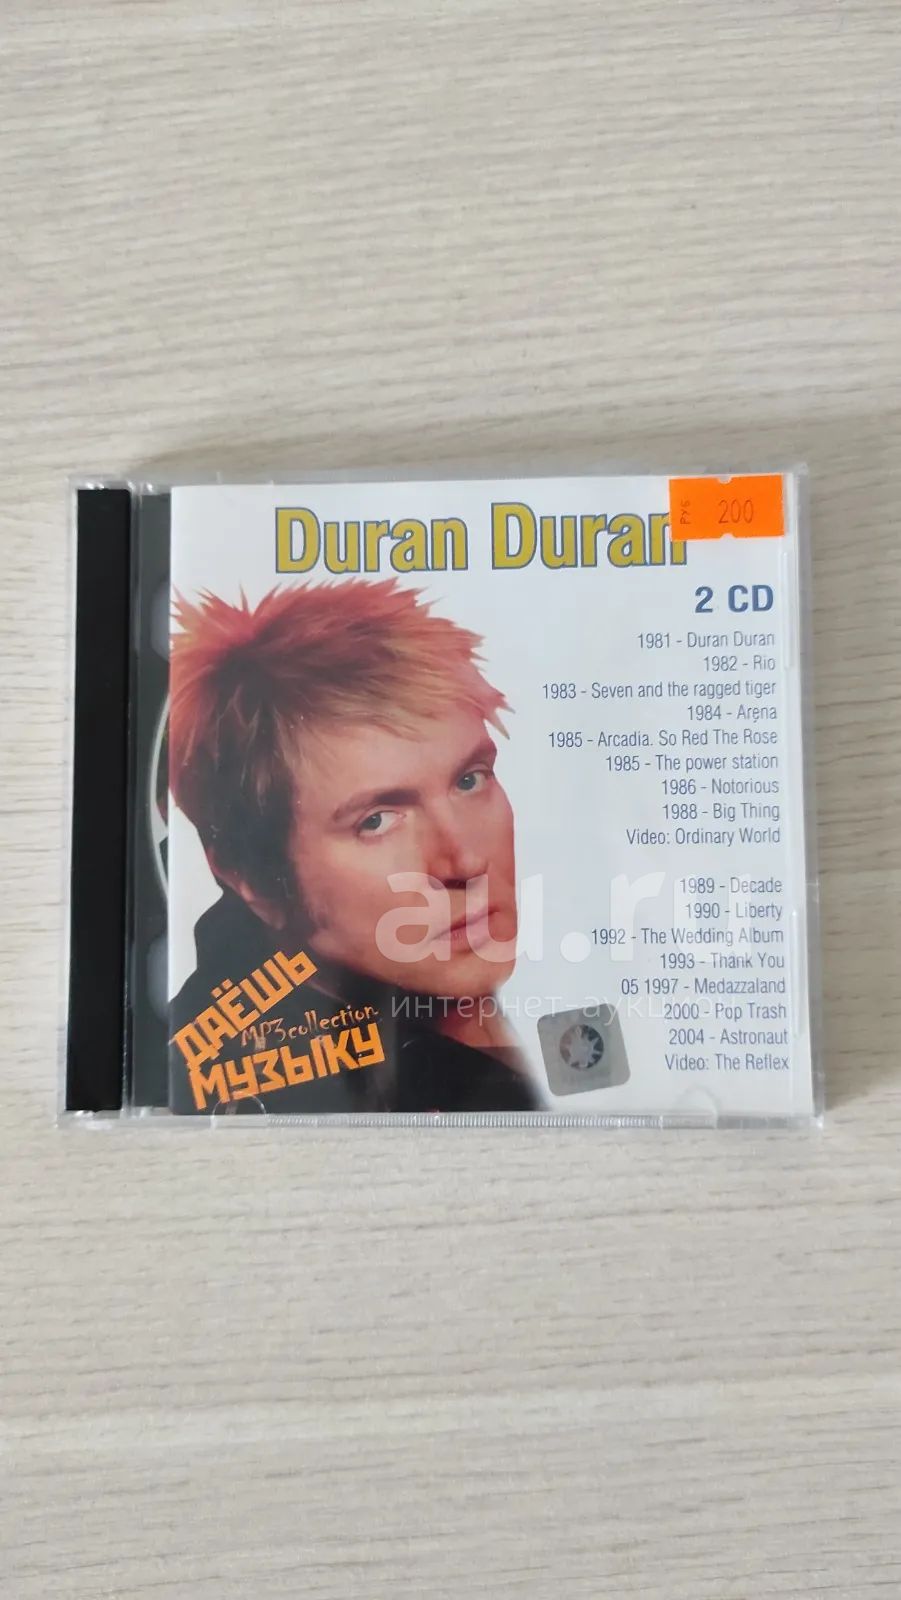 Duran Duran
РУБ 200
2 CD
1981 - Duran Duran
1982 - Rio
1983 - Seven and the ragged tiger
1984 - Arena
1985 - Arcadia. So Red The Rose
1985 - The power station
1986 - Notorious
1988 - Big Thing
Video: Ordinary World
1989 - Decade
1990 - Liberty
1992 - The Wedding Album
1993 - Thank You
05 1997 - Medazzaland
2000 - Pop Trash
2004 - Astronaut
Video: The Reflex
ДАЁШЬ
MP3 collection
МУЗЫКУ
au.ru
интернет-аукцион